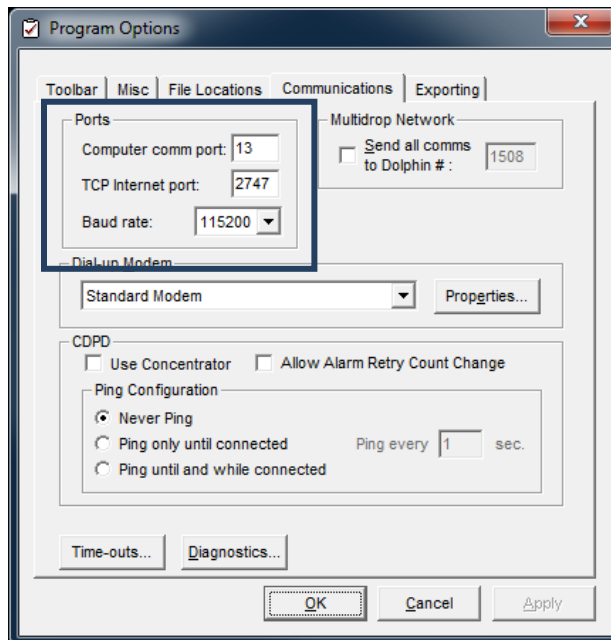 Program Options
Toolbar Misc File Locations Communications Exporting
Ports
Computer comm port: 13
TCP Internet port: 2747
Baud rate: 115200
Multidrop Network
Send all comms
to Dolphin # : 1508
Dial-up Modem
Standard Modem Properties...
CDPD
Use Concentrator Allow Alarm Retry Count Change
Ping Configuration
Never Ping
Ping only until connected Ping every 1 sec.
Ping until and while connected
Time-outs... Diagnostics...
OK Cancel Apply